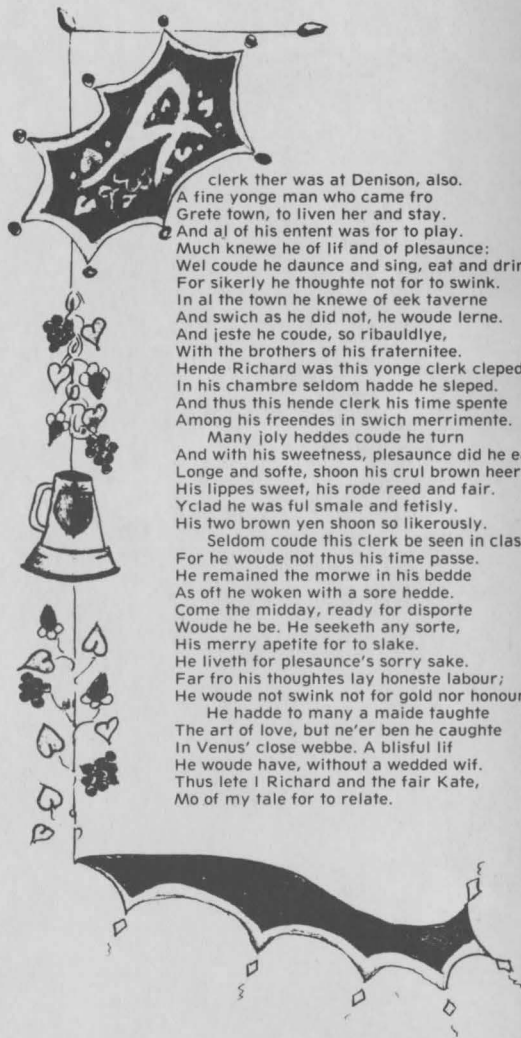 A
clerk ther was at Denison, also.
A fine yonge man who came fro
Grete town, to liven her and stay.
And al of his entent was for to play.
Much knewe he of lif and of plesaunce:
Wel coude he daunce and sing, eat and
For sikerly he thoughte not for to swink.
In al the town he knewe of eek taverne
And swich as he did not, he woude lerne.
And jeste he coude, so ribauldlye,
With the brothers of his fraternitee.
Hende Richard was this yonge clerk cleped
In his chambre seldom hadde he sleped.
And thus this hende clerk his time spente
Among his freendes in swich merrimente.
Many joly heddes coude he turn
And with his sweetness, plesaunce did he
Longe and softe, shoon his crul brown heer
His lippes sweet, his rode reed and fair.
Yclad he was ful smale and fetisly.
His two brown yen shoon so likerously.
Seldom coude this clerk be seen in
For he woude not thus his time passe.
He remained the morwe in his bedde
As oft he woken with a sore hedde.
Come the midday, ready for disporte
Woude he be. He seeketh any sorte,
His merry apetite for to slake.
He liveth for plesaunce's sorry sake.
Far fro his thoughtes lay honeste labour;
He woude not swink not for gold nor honour
He hadde to many a maide taughte
The art of love, but ne'er ben he caughte
In Venus' close webbe. A blisful lif
He woude have, without a wedded wif.
Thus lete I Richard and the fair Kate,
Mo of my tale for to relate.